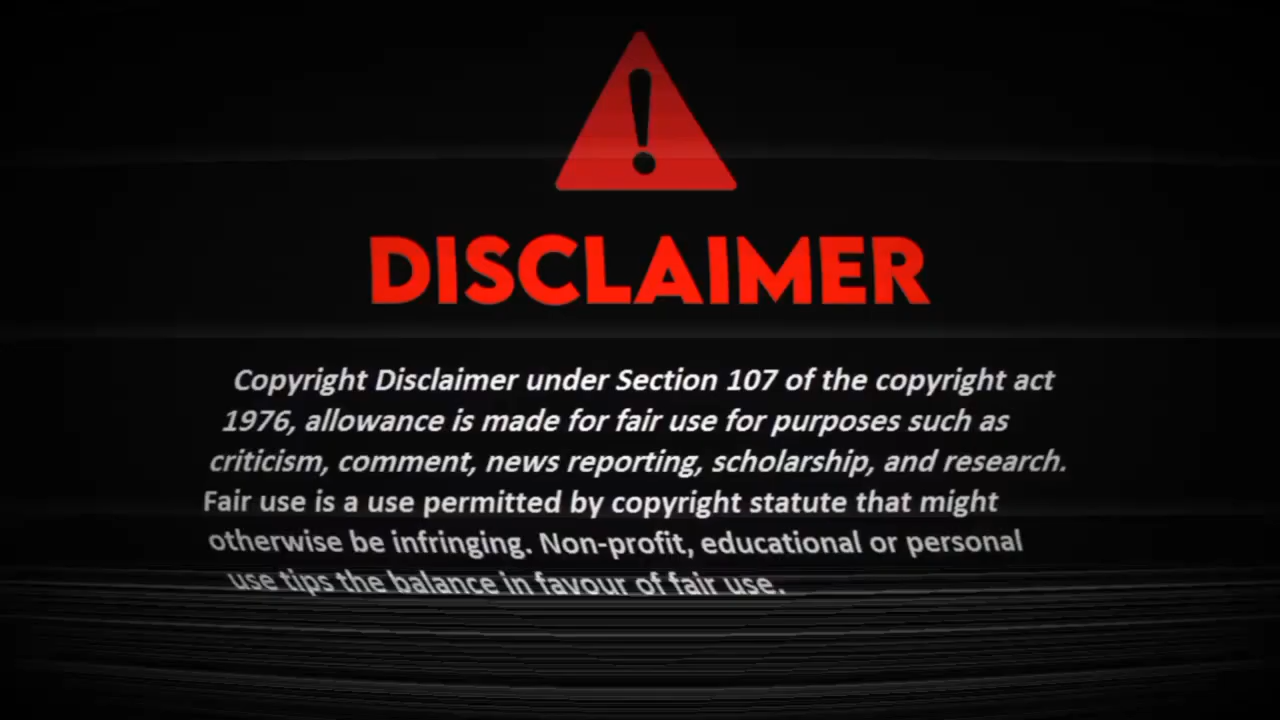 DISCLAIMER
Copyright Disclaimer under Section 107 of the copyright act
1976, allowance is made for fair use for purposes such as
criticism, comment, news reporting, scholarship, and research.
Fair use is a use permitted by copyright statute that might
otherwise be infringing. Non-profit, educational or personal
use tips the balance in favour of fair use.